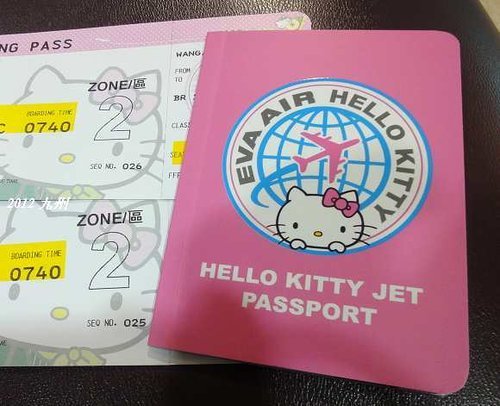 NG PASS
WANG
FROM
TO
ZONE/區
2
BR
BOARDING TIME
C 0740
CLASS
SEQ NO. 026
2012 九州
ZONE/區
2
BOARDING TIME
0740
SEQ NO. 025
EVA AIR HELLO KITTY
HELLO KITTY JET
PASSPORT